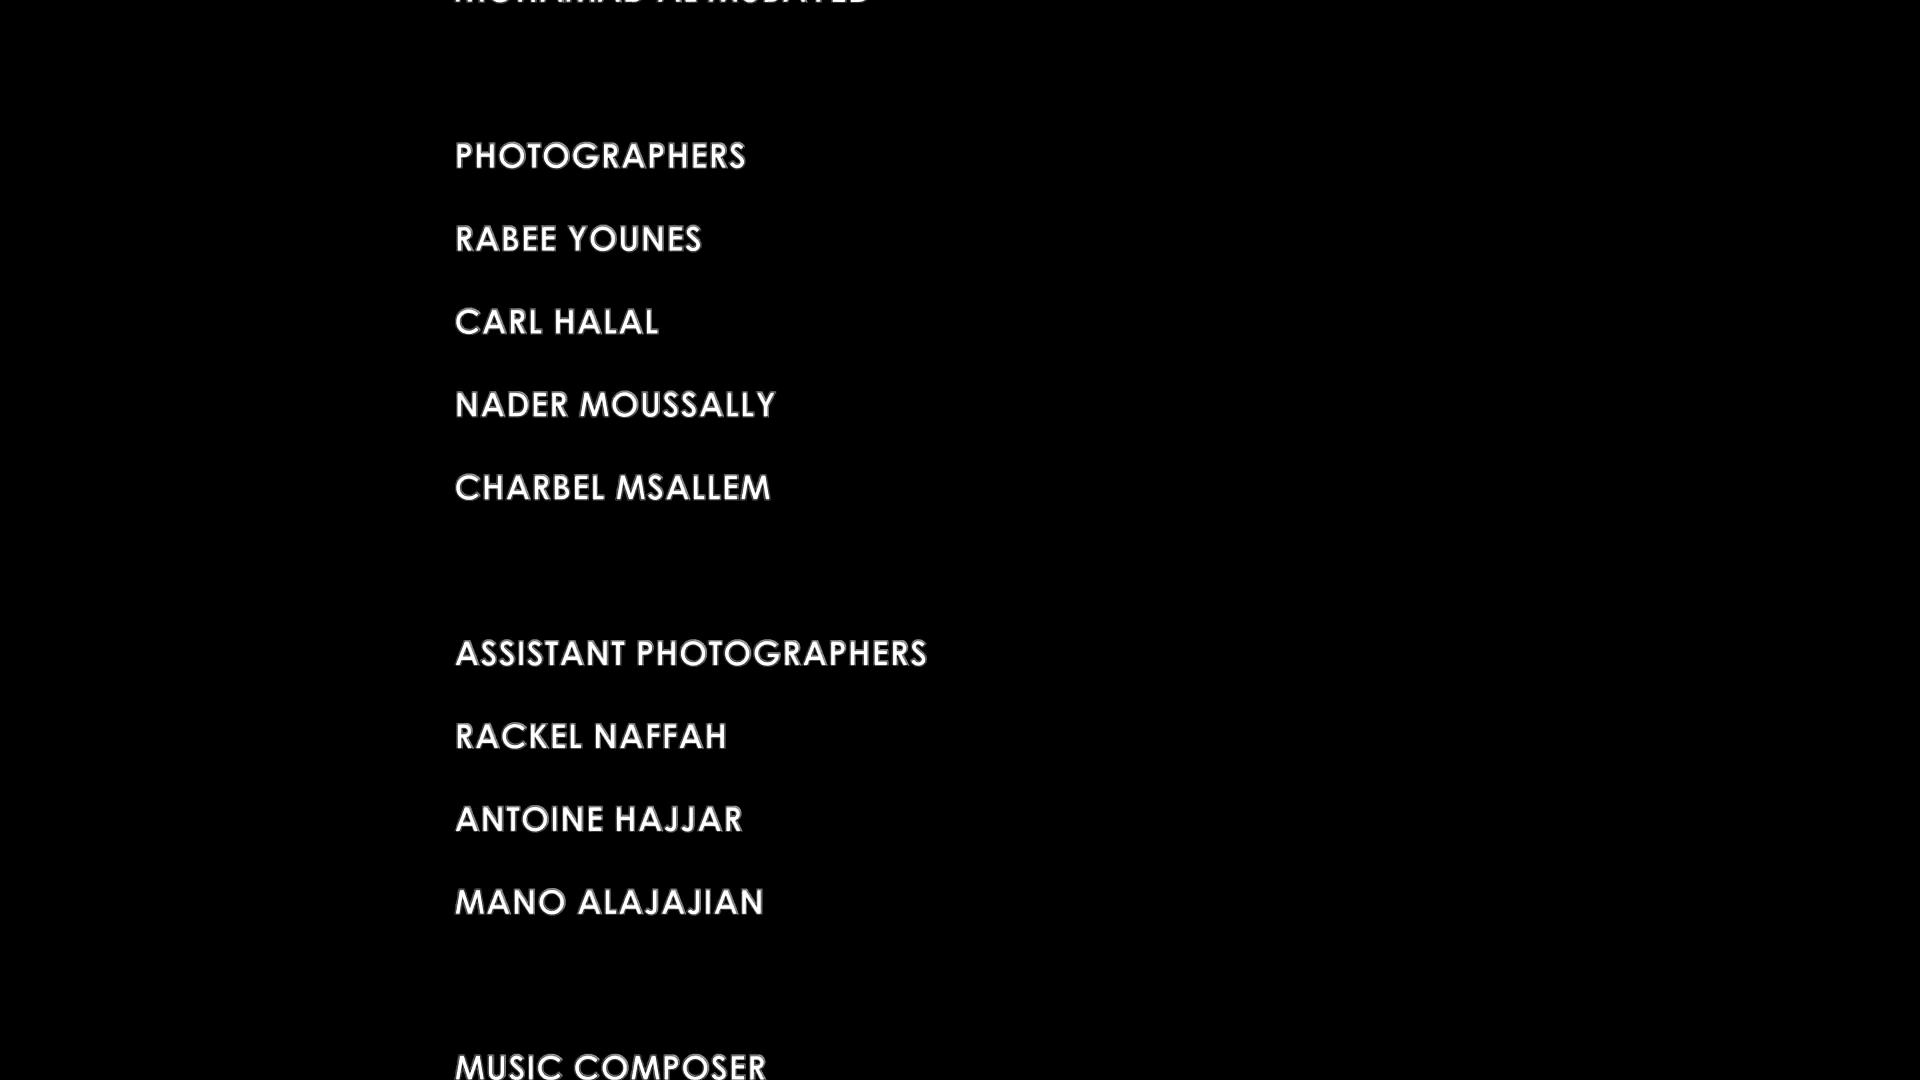 PHOTOGRAPHERS
RABEE YOUNES
CARL HALAL
NADER MOUSSALLY
CHARBEL MSALLEM
ASSISTANT PHOTOGRAPHERS
RACKEL NAFFAH
ANTOINE HAJJAR
MANO ALAJAJIAN
MUSIC COMPOSER